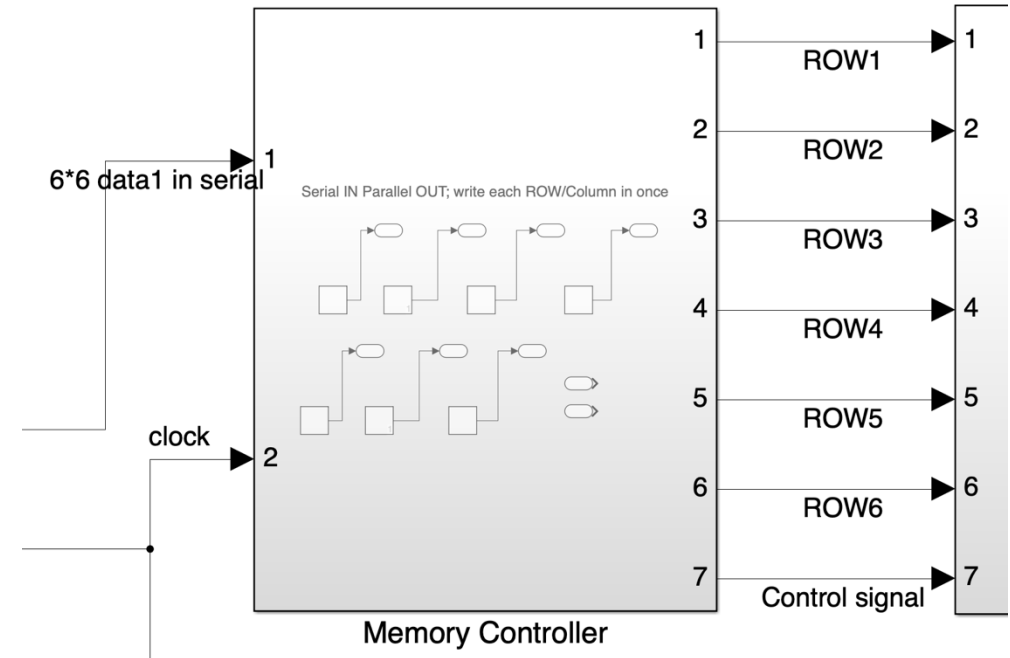 1
ROW1
1
2
ROW2
2
1
6*6 data1 in serial
Serial IN Parallel OUT; write each ROW/Column in once
3
ROW3
3
4
ROW4
4
5
ROW5
5
clock
2
6
ROW6
6
7
Control signal
7
Memory Controller